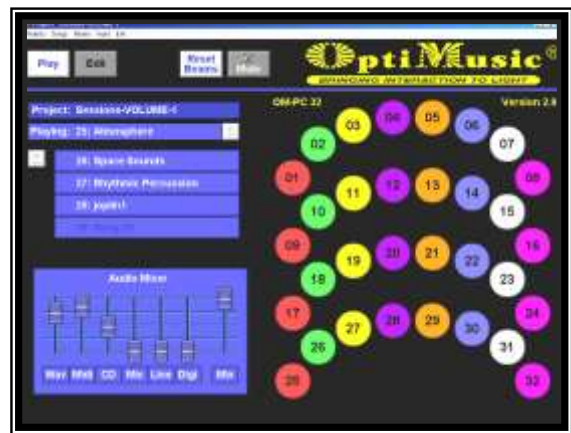 Play
Edit
Reset Beams
OptiMusic®
BRINGING INTERACTION TO LIGHT
OM-PC 32
Version 2.9
Project: Sessions-VOLUME-1
Playing: 25: Atmosphere
26: Space Sounds
27: Rhythmic Percussion
28: joplin1
Audio Mixer
Wav Midi CD Mic Line Digi Mix
01 02 03 04 05 06 07 08
09 10 11 12 13 14 15 16
17 18 19 20 21 22 23 24
25 26 27 28 29 30 31 32